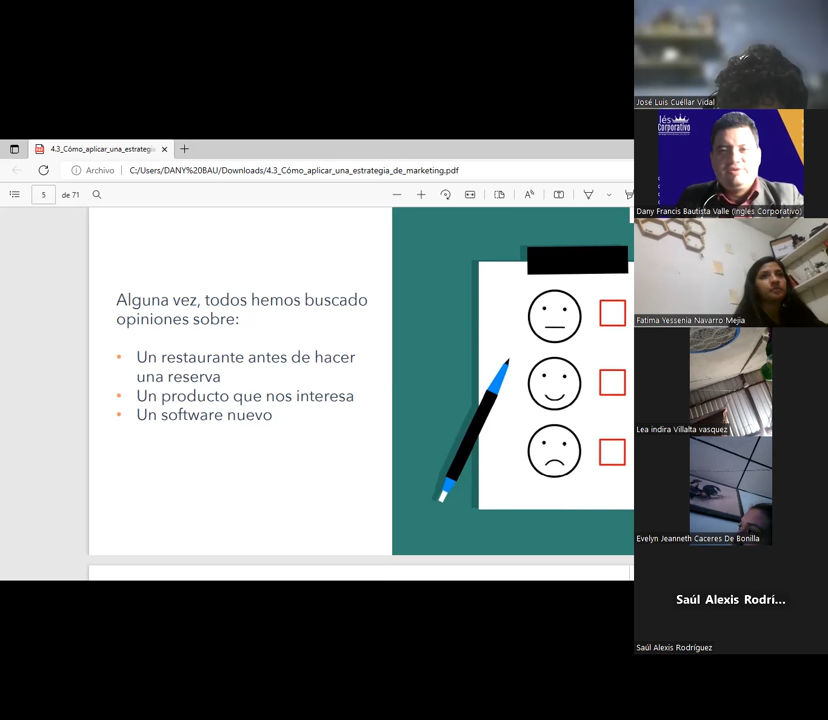 José Luis Cuéllar Vidal
lés
Corporativo
Dany Francis Bautista Valle (Ingles Corporativo)
Fatima Yessenia Navarro Mejia
Lea indira Villalta vasquez
Evelyn Jeanneth Caceres De Bonilla
Saúl Alexis Rodrí...
Saúl Alexis Rodríguez
4.3_Cómo_aplicar_una_estrategia
Archivo
C:/Users/DANY%20BAU/Downloads/4.3_Cómo_aplicar_una_estrategia_de_marketing.pdf
5 de 71
Alguna vez, todos hemos buscado
opiniones sobre:
• Un restaurante antes de hacer
una reserva
• Un producto que nos interesa
• Un software nuevo